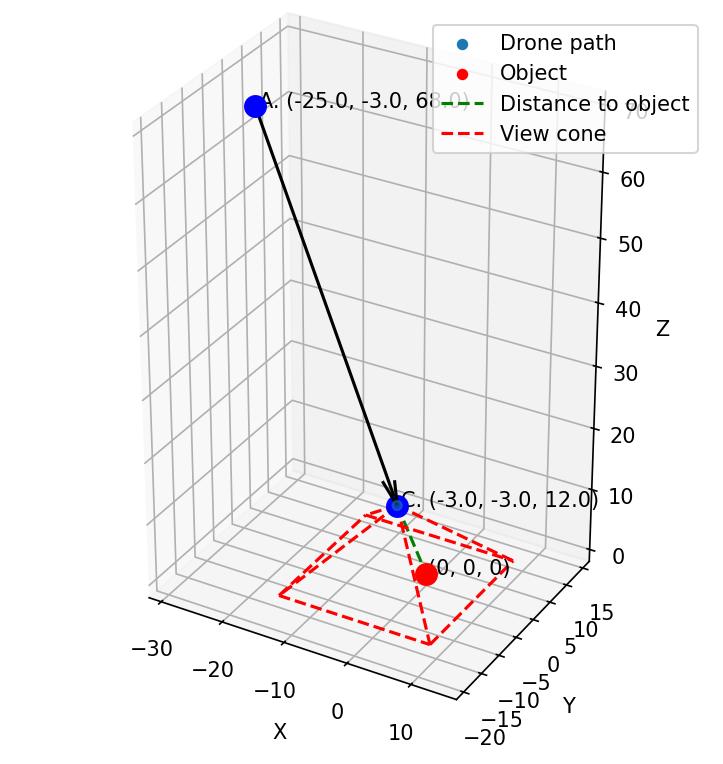 Drone path
Object
Distance to object
View cone
A. (-25.0, -3.0, 68.0)
70
60
50
40
30
20
10
0
Z
C. (-3.0, -3.0, 12.0)
(0, 0, 0)
−30
−20
−10
0
10
X
15
10
5
0
−5
−10
−15
−20
Y